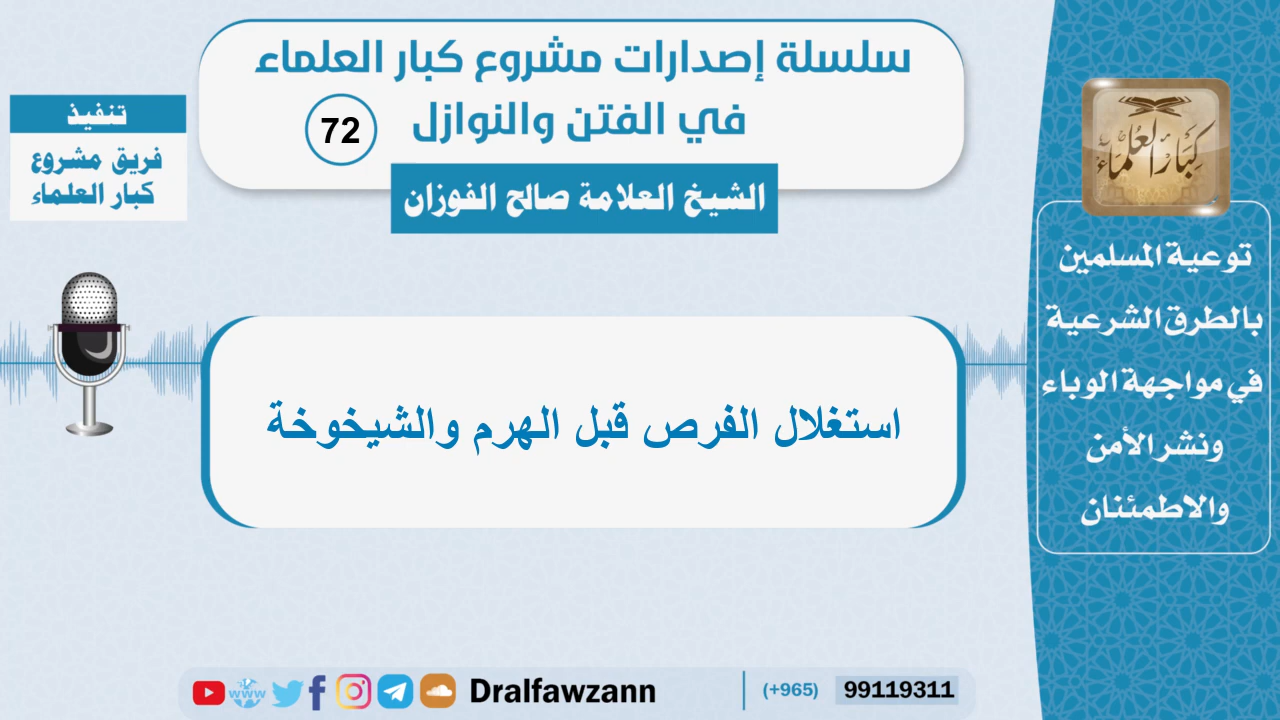 سلسلة إصدارات مشروع كبار العلماء
في الفتن والنوازل 72
الشيخ العلامة صالح الفوزان
تنفيذ
فريق مشروع
كبار العلماء
كبار العلماء
توعية المسلمين
بالطرق الشرعية
في مواجهة الوباء
ونشر الأمن
والاطمئنان
استغلال الفرص قبل الهرم والشيخوخة
www Dralfawzann (+965) 99119311